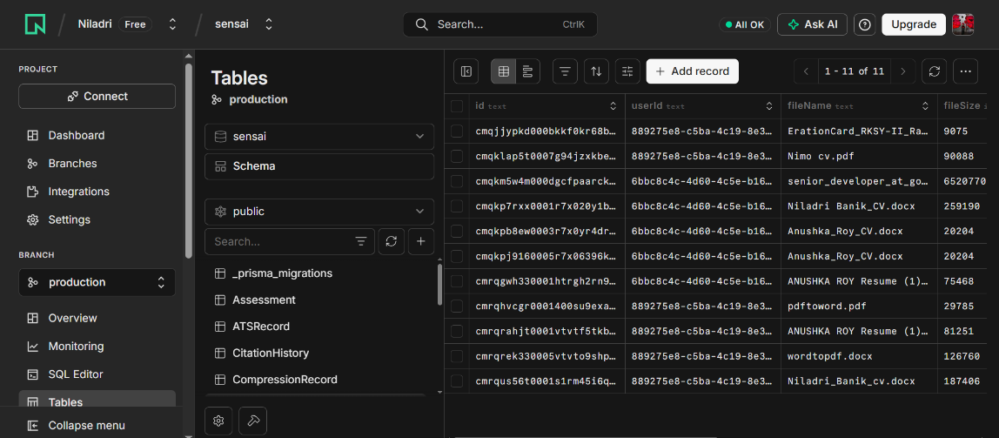 Niladri Free sensai Search... CtrlK All OK Ask AI Upgrade
PROJECT
Connect
Dashboard
Branches
Integrations
Settings
BRANCH
production
Overview
Monitoring
SQL Editor
Tables
Collapse menu
Tables
production
sensai
Schema
public
Search...
_prisma_migrations
Assessment
ATSRecord
CitationHistory
CompressionRecord
Add record 1 - 11 of 11
id text userId text fileName text fileSize i
cmqjjypkd000bkkf0kr68b… 889275e8-c5ba-4c19-8e3… ErationCard_RKSY-II_Ra… 9075
cmqklap5t0007g94jzxkbe… 889275e8-c5ba-4c19-8e3… Nimo cv.pdf 90088
cmqkm5w4m000dgcfpaarck… 6bbc8c4c-4d60-4c5e-b16… senior_developer_at_go… 6520770
cmqkp7rxx0001r7x020y1b… 6bbc8c4c-4d60-4c5e-b16… Niladri Banik_CV.docx 259190
cmqkpb8ew0003r7x0yr4dr… 6bbc8c4c-4d60-4c5e-b16… Anushka_Roy_CV.docx 20204
cmqkpj9160005r7x06396k… 6bbc8c4c-4d60-4c5e-b16… Anushka_Roy_CV.docx 20204
cmrqgwh330001htrgh2rn9… 6bbc8c4c-4d60-4c5e-b16… ANUSHKA ROY Resume (1)… 75468
cmrqhvcgr0001400su9exa… 889275e8-c5ba-4c19-8e3… pdftoword.pdf 29785
cmrqrahjt0001vtvtf5tkb… 889275e8-c5ba-4c19-8e3… ANUSHKA ROY Resume (1)… 81251
cmrqrek330005vtvto9shp… 889275e8-c5ba-4c19-8e3… wordtopdf.docx 126760
cmrqus56t0001s1rm45i6q… 889275e8-c5ba-4c19-8e3… Niladri_Banik_cv.docx 187406